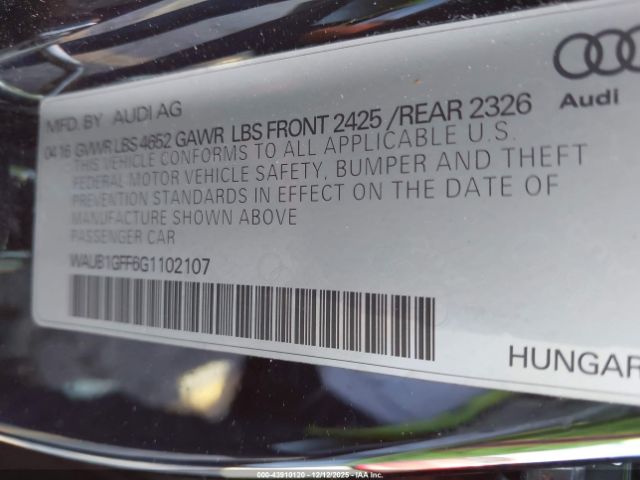 MFD. BY AUDI AG
04 16 GVWR LBS 4652 GAWR LBS FRONT 2425 /REAR 2326
THIS VEHICLE CONFORMS TO ALL APPLICABLE U.S.
FEDERAL MOTOR VEHICLE SAFETY, BUMPER AND THEFT
PREVENTION STANDARDS IN EFFECT ON THE DATE OF
MANUFACTURE SHOWN ABOVE
PASSENGER CAR
WAUB1GFF6G1102107
Audi
HUNGAR
000-43910120 - 12/12/2025 - IAA Inc.